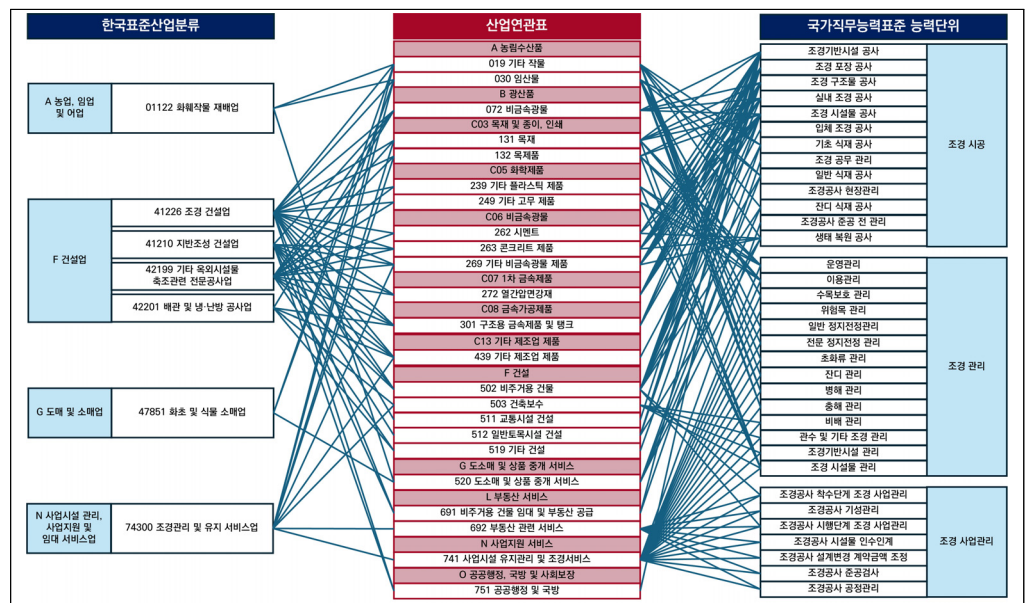 한국표준산업분류
A 농업, 임업
및 어업
01122 화훼작물 재배업
F 건설업
41226 조경 건설업
41210 지반조성 건설업
42199 기타 옥외시설물
축조관련 전문공사업
42201 배관 및 냉·난방 공사업
G 도매 및 소매업
47851 화초 및 식물 소매업
N 사업시설 관리,
사업지원 및
임대 서비스업
74300 조경관리 및 유지 서비스업
산업연관표
A 농림수산품
019 기타 작물
030 임산물
B 광산품
072 비금속광물
C03 목재 및 종이, 인쇄
131 목재
132 목제품
C05 화학제품
239 기타 플라스틱 제품
249 기타 고무 제품
C06 비금속광물
262 시멘트
263 콘크리트 제품
269 기타 비금속광물 제품
C07 1차 금속제품
272 열간압면강재
C08 금속가공제품
301 구조용 금속제품 및 탱크
C13 기타 제조업 제품
439 기타 제조업 제품
F 건설
502 비주거용 건물
503 건축보수
511 교통시설 건설
512 일반토목시설 건설
519 기타 건설
G 도소매 및 상품 중개 서비스
520 도소매 및 상품 중개 서비스
L 부동산 서비스
691 비주거용 건물 임대 및 부동산 공급
692 부동산 관련 서비스
N 사업지원 서비스
741 사업시설 유지관리 및 조경서비스
O 공공행정, 국방 및 사회보장
751 공공행정 및 국방
국가직무능력표준 능력단위
조경기반시설 공사
조경 포장 공사
조경 구조물 공사
실내 조경 공사
조경 시설물 공사
입체 조경 공사
기초 식재 공사
조경 공무 관리
일반 식재 공사
조경공사 현장관리
잔디 식재 공사
조경공사 준공 전 관리
생태 복원 공사
조경 시공
운영관리
이용관리
수목보호 관리
위험목 관리
일반 정지전정관리
전문 정지전정 관리
초화류 관리
잔디 관리
병해 관리
충해 관리
비배 관리
관수 및 기타 조경 관리
조경기반시설 관리
조경 시설물 관리
조경 관리
조경공사 착수단계 조경 사업관리
조경공사 기성관리
조경공사 시행단계 조경 사업관리
조경공사 시설물 인수인계
조경공사 설계변경 계약금액 조정
조경공사 준공검사
조경공사 공정관리
조경 사업관리